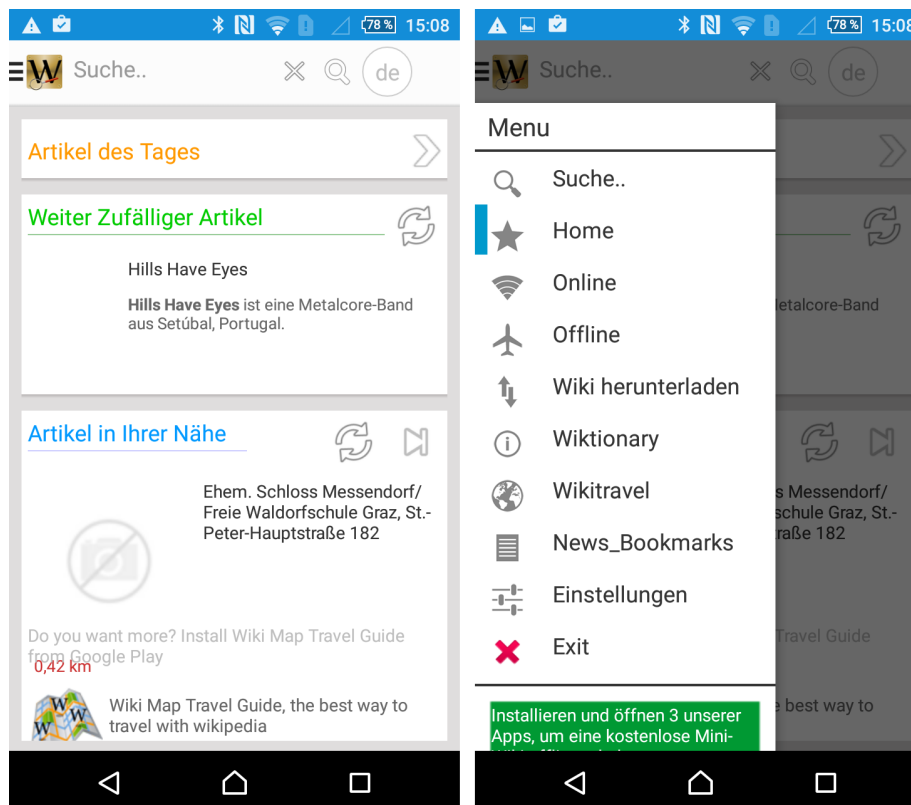 78 % 15:08
Suche..
de
Artikel des Tages
Weiter Zufälliger Artikel
Hills Have Eyes
Hills Have Eyes ist eine Metalcore-Band
aus Setúbal, Portugal.
Artikel in Ihrer Nähe
Ehem. Schloss Messendorf/
Freie Waldorfschule Graz, St.-
Peter-Hauptstraße 182
Do you want more? Install Wiki Map Travel Guide
from Google Play
0,42 km
Wiki Map Travel Guide, the best way to
travel with wikipedia
78 % 15:08
Suche..
de
Menu
Suche..
Home
Online
Offline
Wiki herunterladen
Wiktionary
Wikitravel
News_Bookmarks
Einstellungen
Exit
Installieren und öffnen 3 unserer
Apps, um eine kostenlose Mini-
etalcore-Band
s Messendorf/
schule Graz, St.-
raße 182
Travel Guide
e best way to